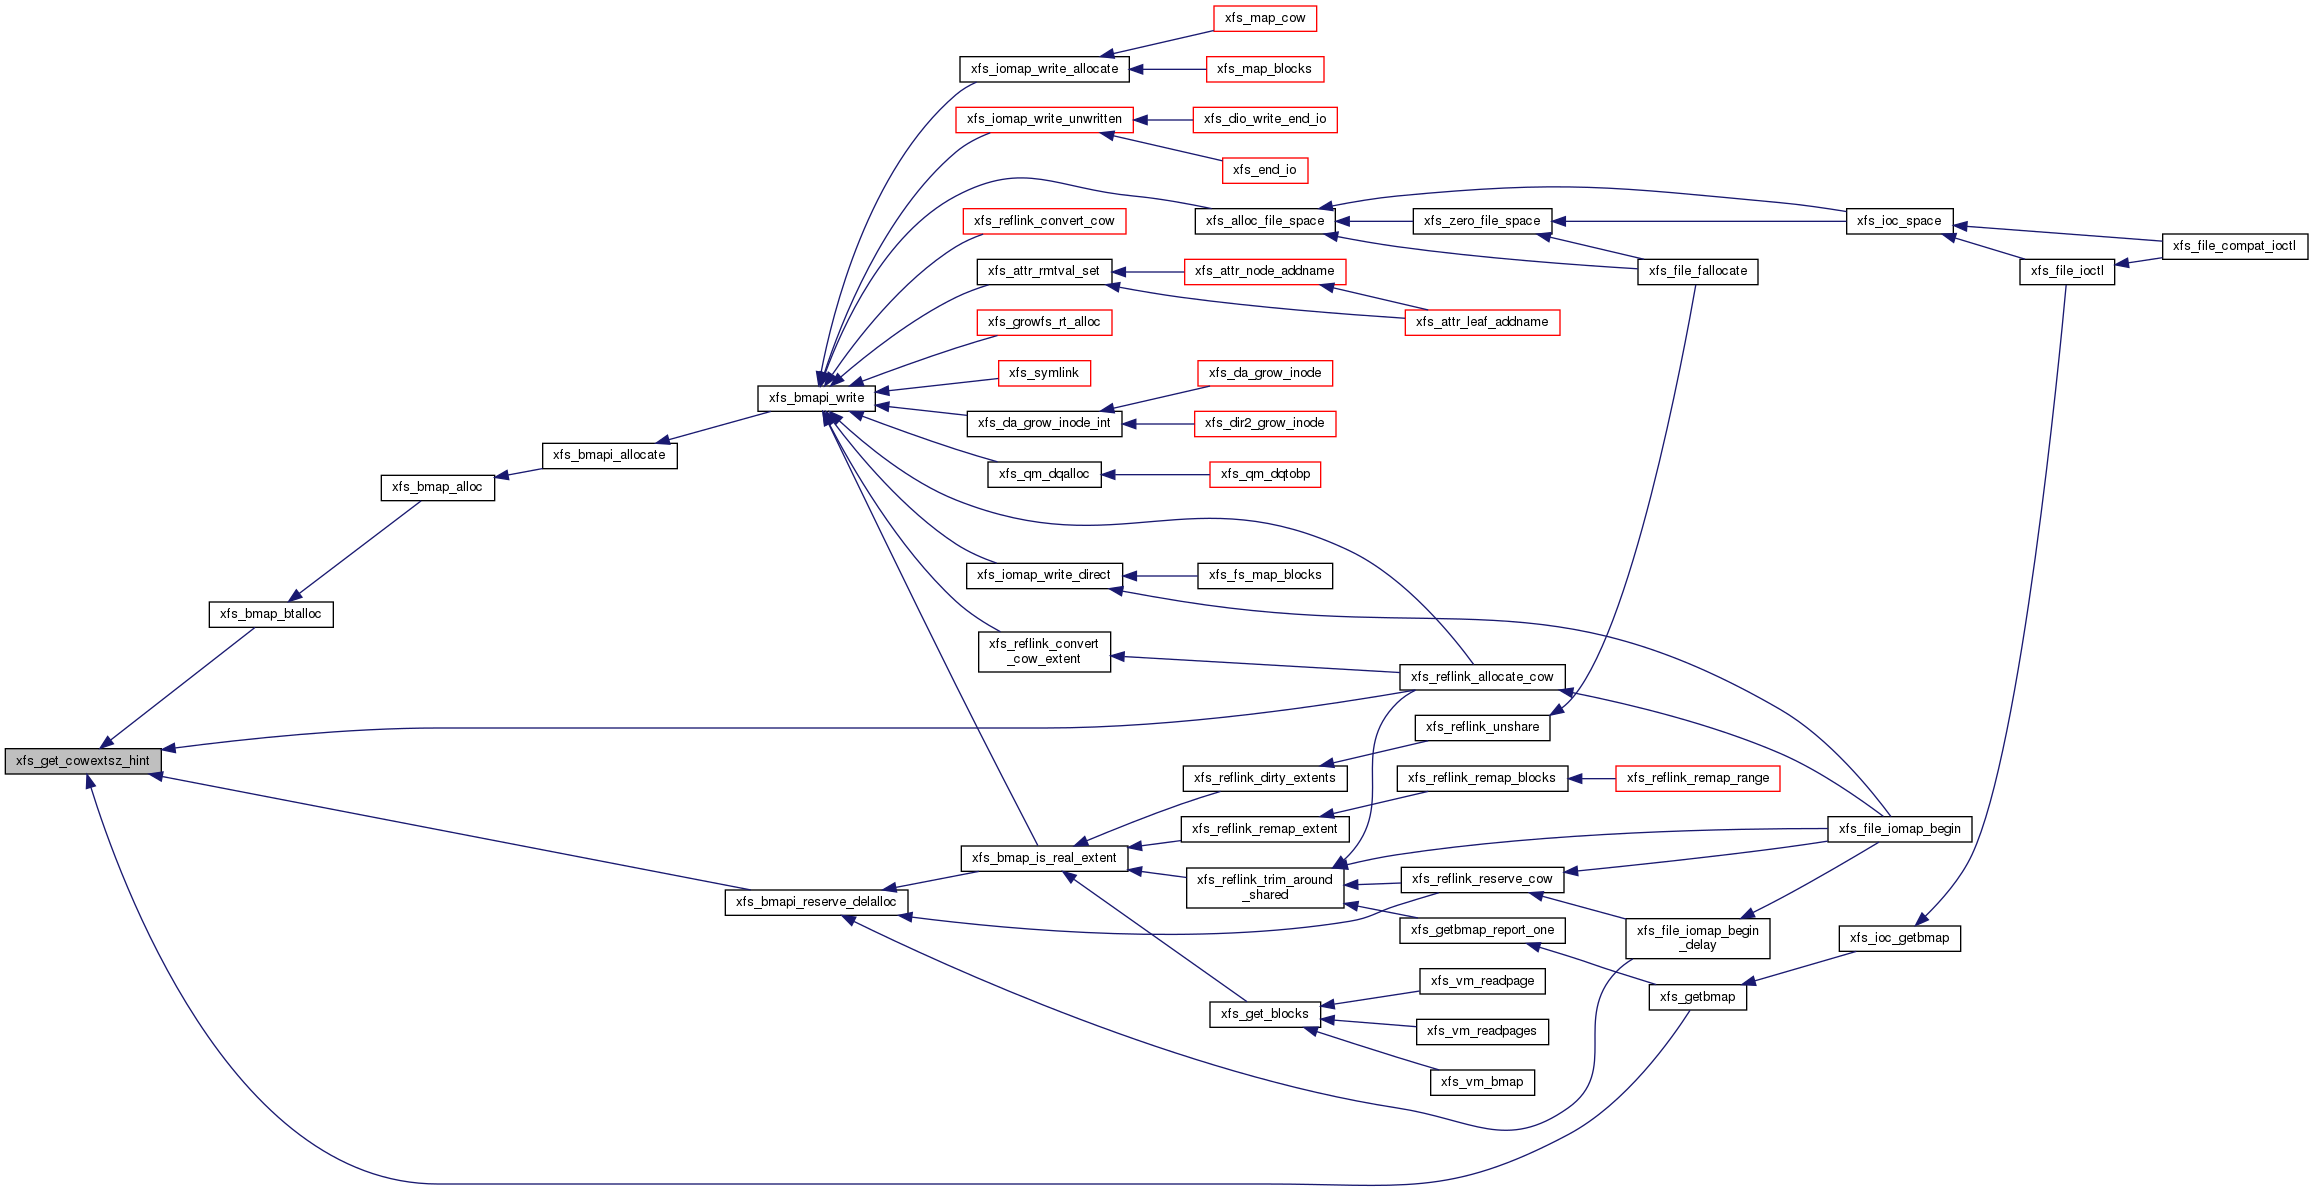 xfs_map_cow
xfs_iomap_write_allocate
xfs_map_blocks
xfs_iomap_write_unwritten
xfs_dio_write_end_io
xfs_end_io
xfs_reflink_convert_cow
xfs_alloc_file_space
xfs_zero_file_space
xfs_ioc_space
xfs_file_compat_ioctl
xfs_attr_rmtval_set
xfs_attr_node_addname
xfs_file_fallocate
xfs_file_ioctl
xfs_growfs_rt_alloc
xfs_attr_leaf_addname
xfs_symlink
xfs_da_grow_inode
xfs_bmapi_write
xfs_da_grow_inode_int
xfs_dir2_grow_inode
xfs_bmapi_allocate
xfs_qm_dqalloc
xfs_qm_dqtobp
xfs_bmap_alloc
xfs_iomap_write_direct
xfs_fs_map_blocks
xfs_bmap_btalloc
xfs_reflink_convert
_cow_extent
xfs_reflink_allocate_cow
xfs_reflink_unshare
xfs_get_cowextsz_hint
xfs_reflink_dirty_extents
xfs_reflink_remap_blocks
xfs_reflink_remap_range
xfs_reflink_remap_extent
xfs_file_iomap_begin
xfs_bmap_is_real_extent
xfs_reflink_trim_around
_shared
xfs_reflink_reserve_cow
xfs_bmapi_reserve_delalloc
xfs_getbmap_report_one
xfs_file_iomap_begin
_delay
xfs_ioc_getbmap
xfs_vm_readpage
xfs_getbmap
xfs_get_blocks
xfs_vm_readpages
xfs_vm_bmap